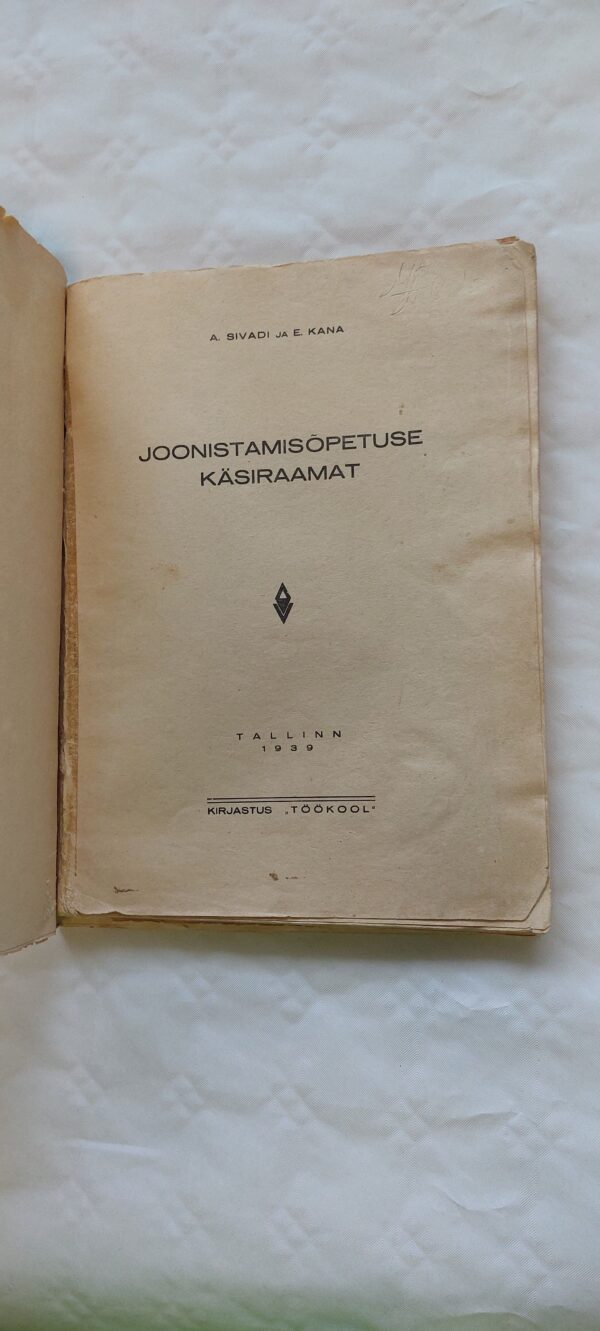 A. SIVADI JA E. KANA
JOONISTAMISÕPETUSE
KÄSIRAAMAT
TALLINN
1939
KIRJASTUS „TÖÖKOOL“